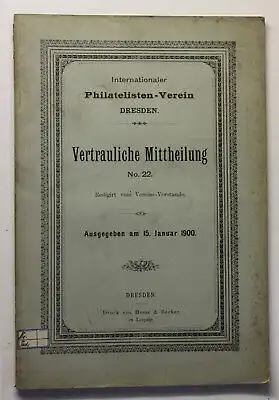 Internationaler
Philatelisten-Verein
DRESDEN.
Vertrauliche Mittheilung
No. 22.
Redigirt vom Vereins-Vorstande.
Ausgegeben am 15. Januar 1900.
DRESDEN.
Druck von Hesse & Becker
in Leipzig.